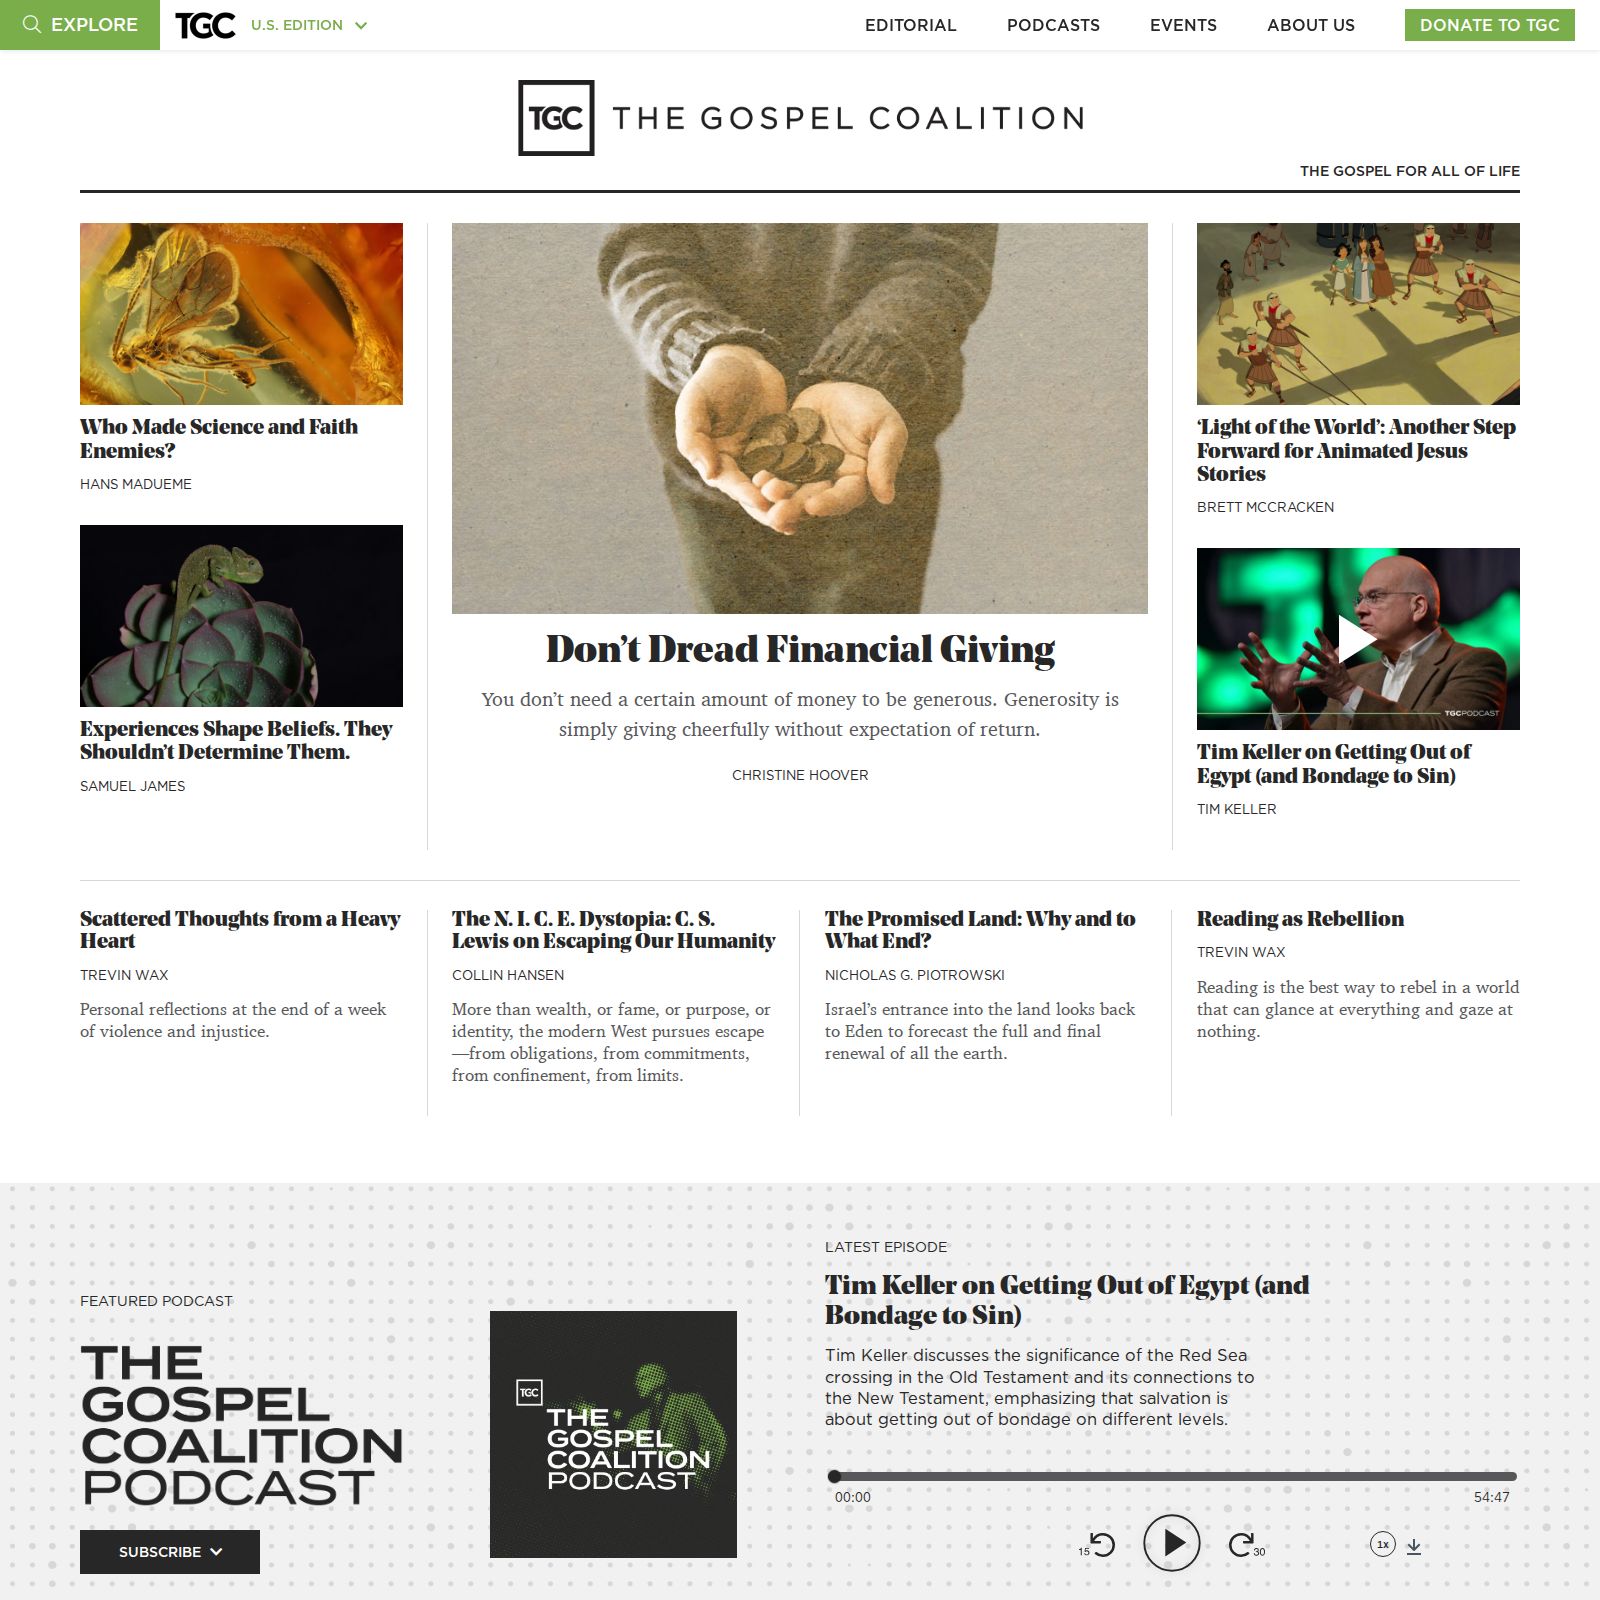 EXPLORE
TGC
U.S. EDITION
EDITORIAL
PODCASTS
EVENTS
ABOUT US
DONATE TO TGC
TGC THE GOSPEL COALITION
THE GOSPEL FOR ALL OF LIFE
Who Made Science and Faith
Enemies?
HANS MADUEME
Experiences Shape Beliefs. They
Shouldn’t Determine Them.
SAMUEL JAMES
Don’t Dread Financial Giving
You don’t need a certain amount of money to be generous. Generosity is
simply giving cheerfully without expectation of return.
CHRISTINE HOOVER
‘Light of the World’: Another Step
Forward for Animated Jesus
Stories
BRETT MCCRACKEN
TGCPODCAST
Tim Keller on Getting Out of
Egypt (and Bondage to Sin)
TIM KELLER
Scattered Thoughts from a Heavy
Heart
TREVIN WAX
Personal reflections at the end of a week
of violence and injustice.
The N. I. C. E. Dystopia: C. S.
Lewis on Escaping Our Humanity
COLLIN HANSEN
More than wealth, or fame, or purpose, or
identity, the modern West pursues escape
—from obligations, from commitments,
from confinement, from limits.
The Promised Land: Why and to
What End?
NICHOLAS G. PIOTROWSKI
Israel’s entrance into the land looks back
to Eden to forecast the full and final
renewal of all the earth.
Reading as Rebellion
TREVIN WAX
Reading is the best way to rebel in a world
that can glance at everything and gaze at
nothing.
FEATURED PODCAST
THE
GOSPEL
COALITION
PODCAST
SUBSCRIBE
TGC
THE
GOSPEL
COALITION
PODCAST
LATEST EPISODE
Tim Keller on Getting Out of Egypt (and
Bondage to Sin)
Tim Keller discusses the significance of the Red Sea
crossing in the Old Testament and its connections to
the New Testament, emphasizing that salvation is
about getting out of bondage on different levels.
00:00
54:47
15
30
1x